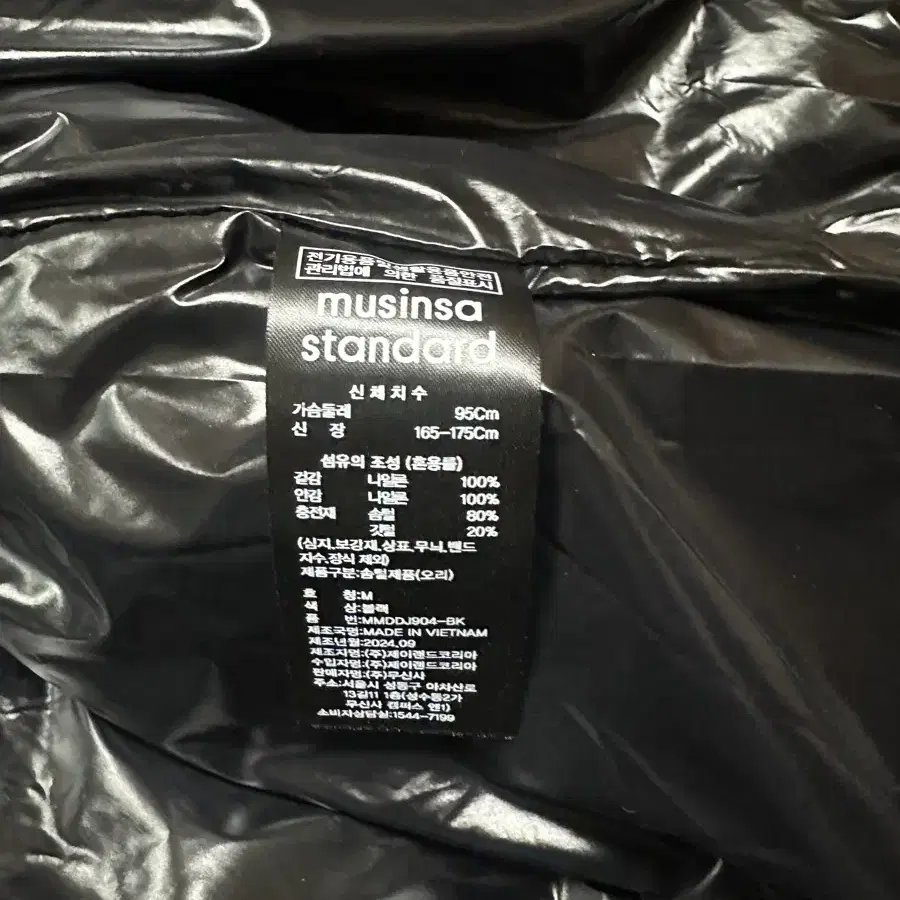 전기용품및생활용품안전
관리법에 의한 품질표시
musinsa
standard
신체치수
가슴둘레 95Cm
신 장 165-175Cm
섬유의 조성 (혼용률)
겉감 나일론 100%
안감 나일론 100%
충전재 솜털 80%
깃털 20%
(심지,보강재,상표,무늬,밴드
자수,장식 제외)
제품구분:솜털제품(오리)
호 칭:M
색 상:블랙
품 번:MMDDJ904-BK
제조국명:MADE IN VIETNAM
제조년월:2024.09
제조자명:(주)제이랜드코리아
수입자명:(주)제이랜드코리아
판매자명:(주)무신사
주소:서울시 성동구 아차산로
13길11 1층(성수동2가
무신사 캠퍼스 엔1)
소비자상담실:1544-7199